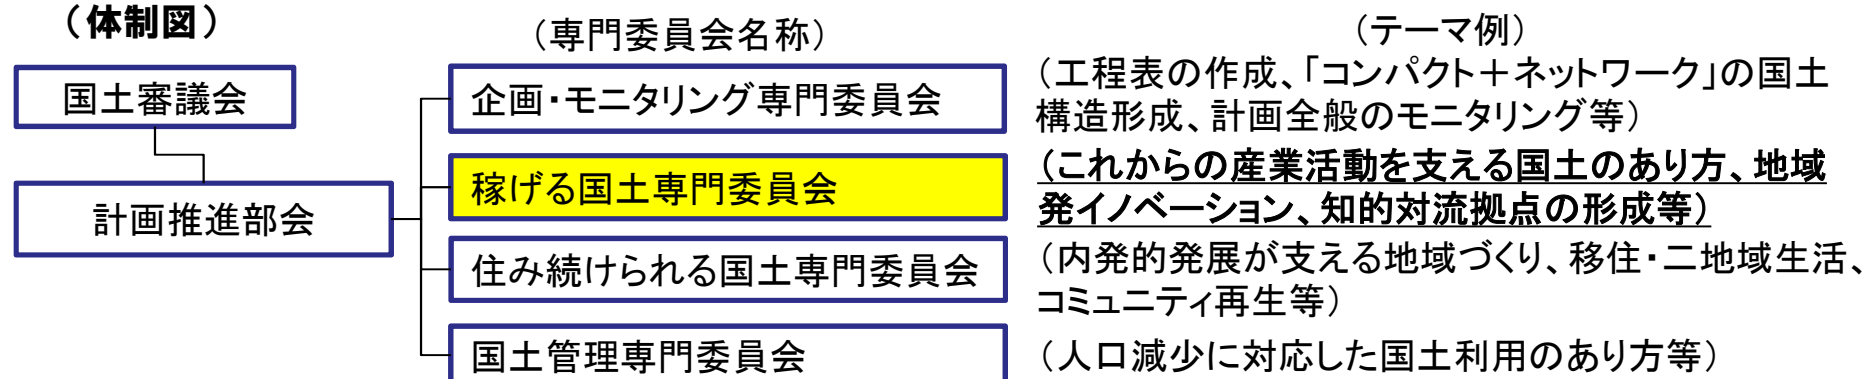 （体制図）
（専門委員会名称）
（テーマ例）
国土審議会
計画推進部会
企画・モニタリング専門委員会
（工程表の作成、「コンパクト＋ネットワーク」の国土
構造形成、計画全般のモニタリング等）
稼げる国土専門委員会
（これからの産業活動を支える国土のあり方、地域
発イノベーション、知的対流拠点の形成等）
住み続けられる国土専門委員会
（内発的発展が支える地域づくり、移住・二地域生活、
コミュニティ再生等）
国土管理専門委員会
（人口減少に対応した国土利用のあり方等）